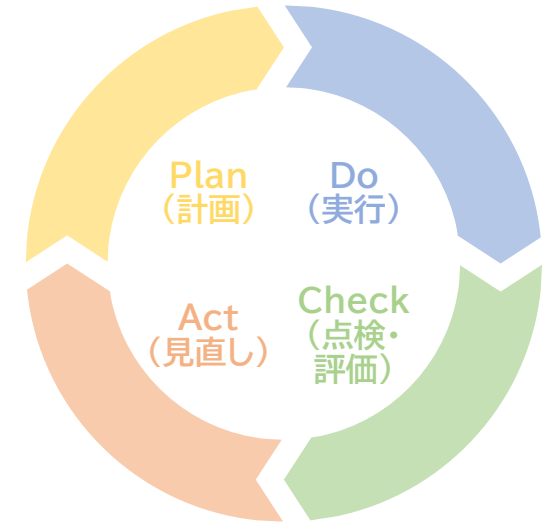 Plan
（計画）
Do
（実行）
Check
（点検・
評価）
Act
（見直し）